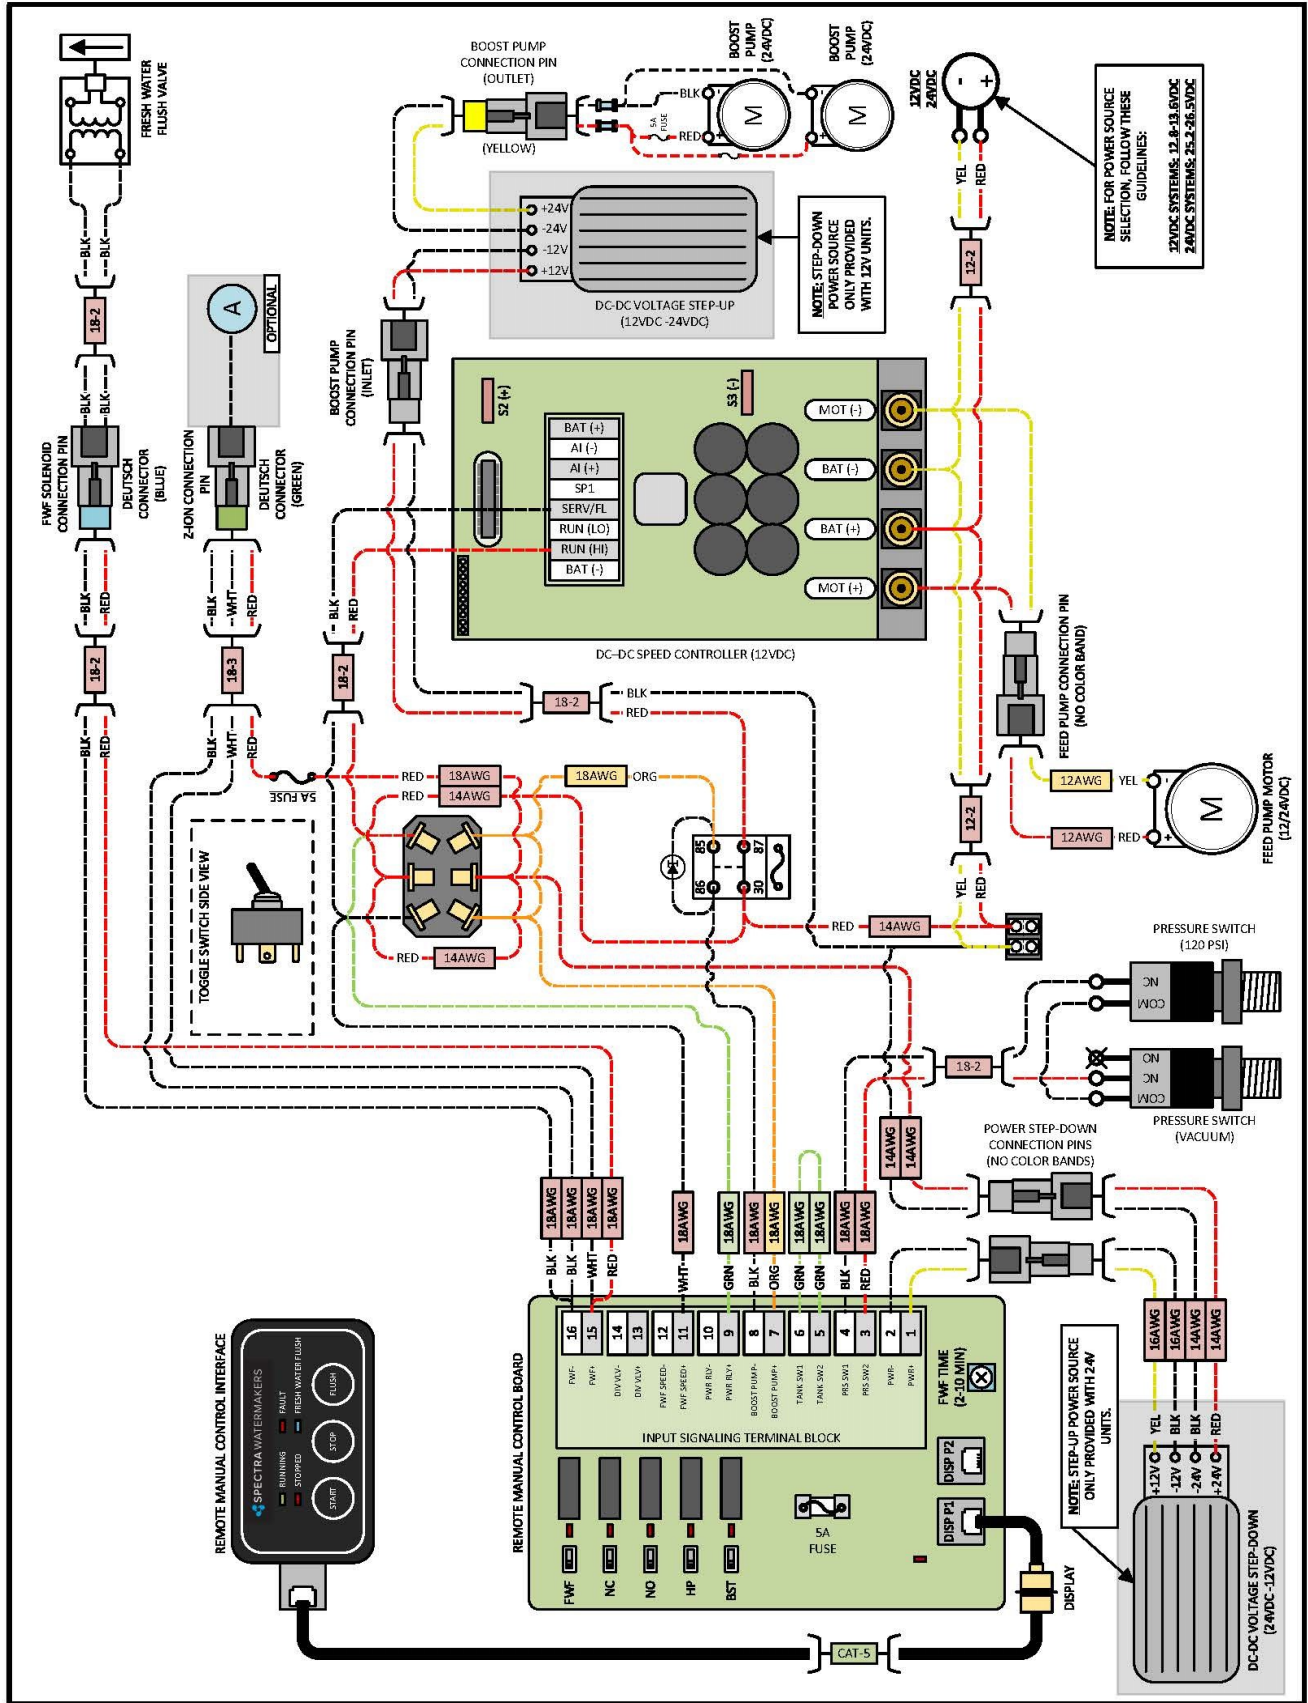 FRESH WATER
FLUSH VALVE
BLK
BLK
18-2
BLK
BLK
FWF SOLENOID
CONNECTION PIN
DEUTSCH
CONNECTOR
(BLUE)
BLK
RED
18-2
BLK
RED
A
OPTIONAL
Z-ION CONNECTION
PIN
DEUTSCH
CONNECTOR
(GREEN)
BLK
WHT
RED
18-3
BLK
WHT
RED
5A FUSE
BOOST PUMP
CONNECTION PIN
(OUTLET)
(YELLOW)
BLK
5A
FUSE
RED
-
+
M
-
+
M
BOOST
PUMP
(24VDC)
BOOST
PUMP
(24VDC)
+24V
-24V
-12V
+12V
DC-DC VOLTAGE STEP-UP
(12VDC -24VDC)
NOTE: STEP-DOWN
POWER SOURCE
ONLY PROVIDED
WITH 12V UNITS.
12VDC
24VDC
-
+
YEL
RED
12-2
NOTE: FOR POWER SOURCE
SELECTION, FOLLOW THESE
GUIDELINES:
12VDC SYSTEMS: 12.8-13.6VDC
24VDC SYSTEMS: 25.2-26.5VDC
BOOST PUMP
CONNECTION PIN
(INLET)
S2 (+)
S3 (-)
BAT (+)
AI (-)
AI (+)
SP1
SERV/FL
RUN (LO)
RUN (HI)
BAT (-)
MOT (-)
BAT (-)
BAT (+)
MOT (+)
DC–DC SPEED CONTROLLER (12VDC)
BLK
RED
18-2
18-2
BLK
RED
FEED PUMP CONNECTION PIN
(NO COLOR BAND)
12AWG
YEL
12AWG
RED
-
+
M
FEED PUMP MOTOR
(12/24VDC)
12-2
YEL
RED
RED
18AWG
RED
14AWG
18AWG
ORG
RED
14AWG
85
87
86
30
RED
14AWG
TOGGLE SWITCH SIDE VIEW
PRESSURE SWITCH
(120 PSI)
NC
COM
NO
NC
COM
PRESSURE SWITCH
(VACUUM)
18-2
14AWG
14AWG
POWER STEP-DOWN
CONNECTION PINS
(NO COLOR BANDS)
18AWG
18AWG
18AWG
18AWG
18AWG
18AWG
18AWG
18AWG
18AWG
18AWG
18AWG
18AWG
BLK
BLK
WHT
RED
WHT
GRN
BLK
ORG
GRN
GRN
BLK
RED
16
15
14
13
12
11
10
9
8
7
6
5
4
3
2
1
FWF-
FWF+
DIV VLV-
DIV VLV+
FWF SPEED-
FWF SPEED+
PWR RLY-
PWR RLY+
BOOST PUMP-
BOOST PUMP+
TANK SW1
TANK SW2
PRS SW1
PRS SW2
PWR-
PWR+
INPUT SIGNALING TERMINAL BLOCK
REMOTE MANUAL CONTROL BOARD
FWF TIME
(2-10 MIN)
DISP P2
DISP P1
5A
FUSE
FWF
NC
NO
HP
BST
DISPLAY
CAT-5
REMOTE MANUAL CONTROL INTERFACE
SPECTRA WATERMAKERS
RUNNING
STOPPED
FAULT
FRESH WATER FLUSH
START
STOP
FLUSH
NOTE: STEP-UP POWER SOURCE
ONLY PROVIDED WITH 24V
UNITS.
16AWG
16AWG
14AWG
14AWG
YEL
BLK
BLK
RED
+12V
-12V
-24V
+24V
DC-DC VOLTAGE STEP-DOWN
(24VDC -12VDC)